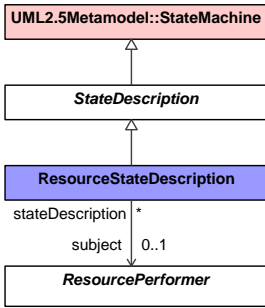 UML2.5Metamodel::StateMachine
StateDescription
ResourceStateDescription
stateDescription *
subject 0..1
ResourcePerformer